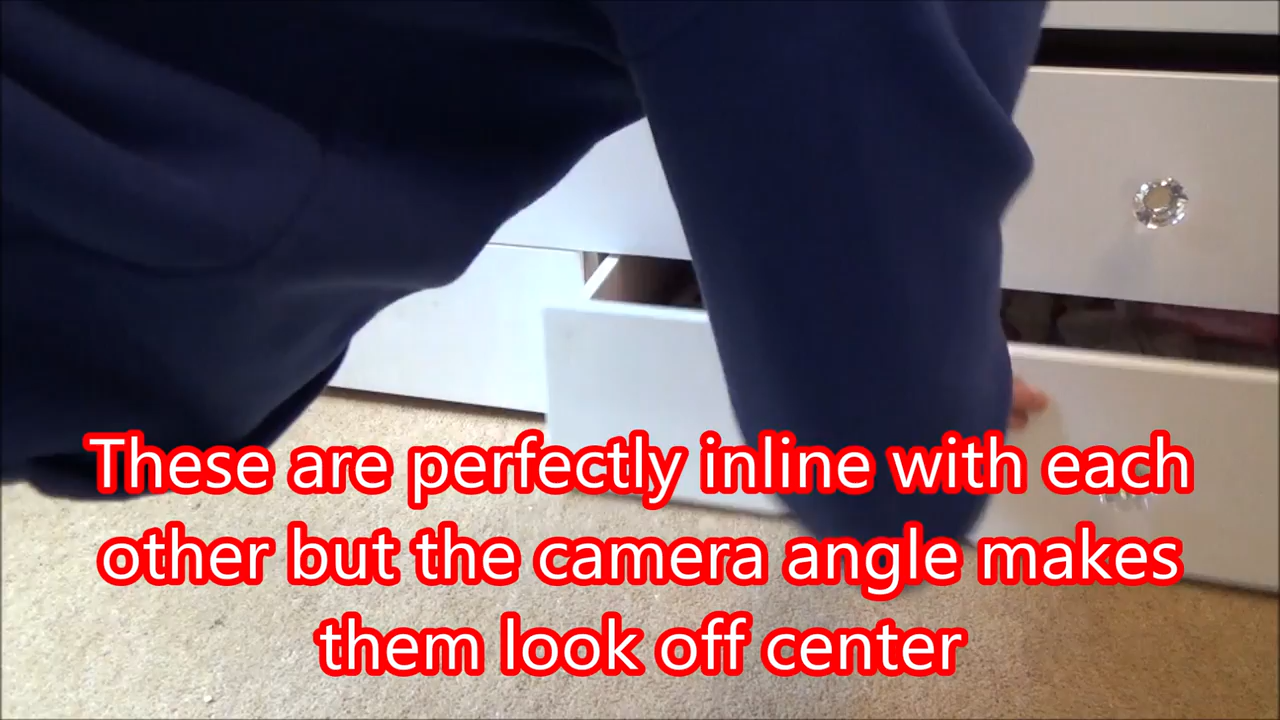 These are perfectly inline with each
other but the camera angle makes
them look off center